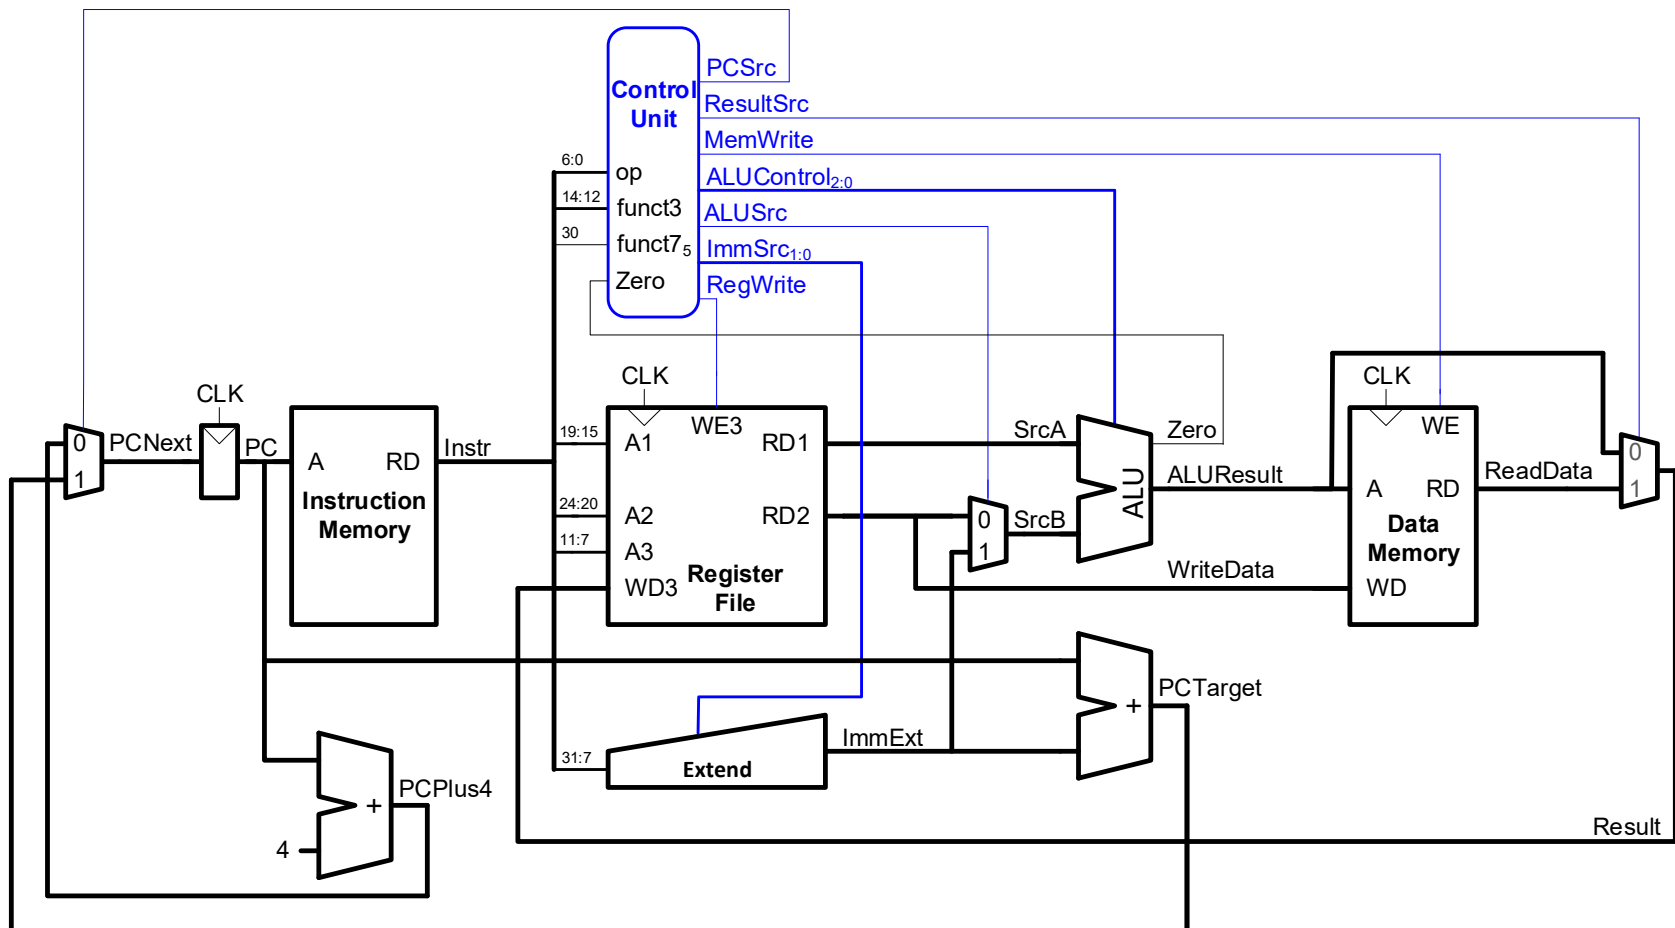 PCSrc
Control
Unit
ResultSrc
MemWrite
6:0
op
ALUControl2:0
14:12
funct3
ALUSrc
30
funct75
ImmSrc1:0
Zero
RegWrite
CLK
CLK
CLK
0
1
PCNext
PC
A
RD
Instruction
Memory
Instr
19:15
A1
WE3
RD1
24:20
A2
RD2
11:7
A3
WD3
Register
File
SrcA
0
1
SrcB
ALU
Zero
ALUResult
WriteData
WE
A
RD
Data
Memory
WD
ReadData
0
1
PCTarget
+
31:7
Extend
ImmExt
PCPlus4
+
4
Result